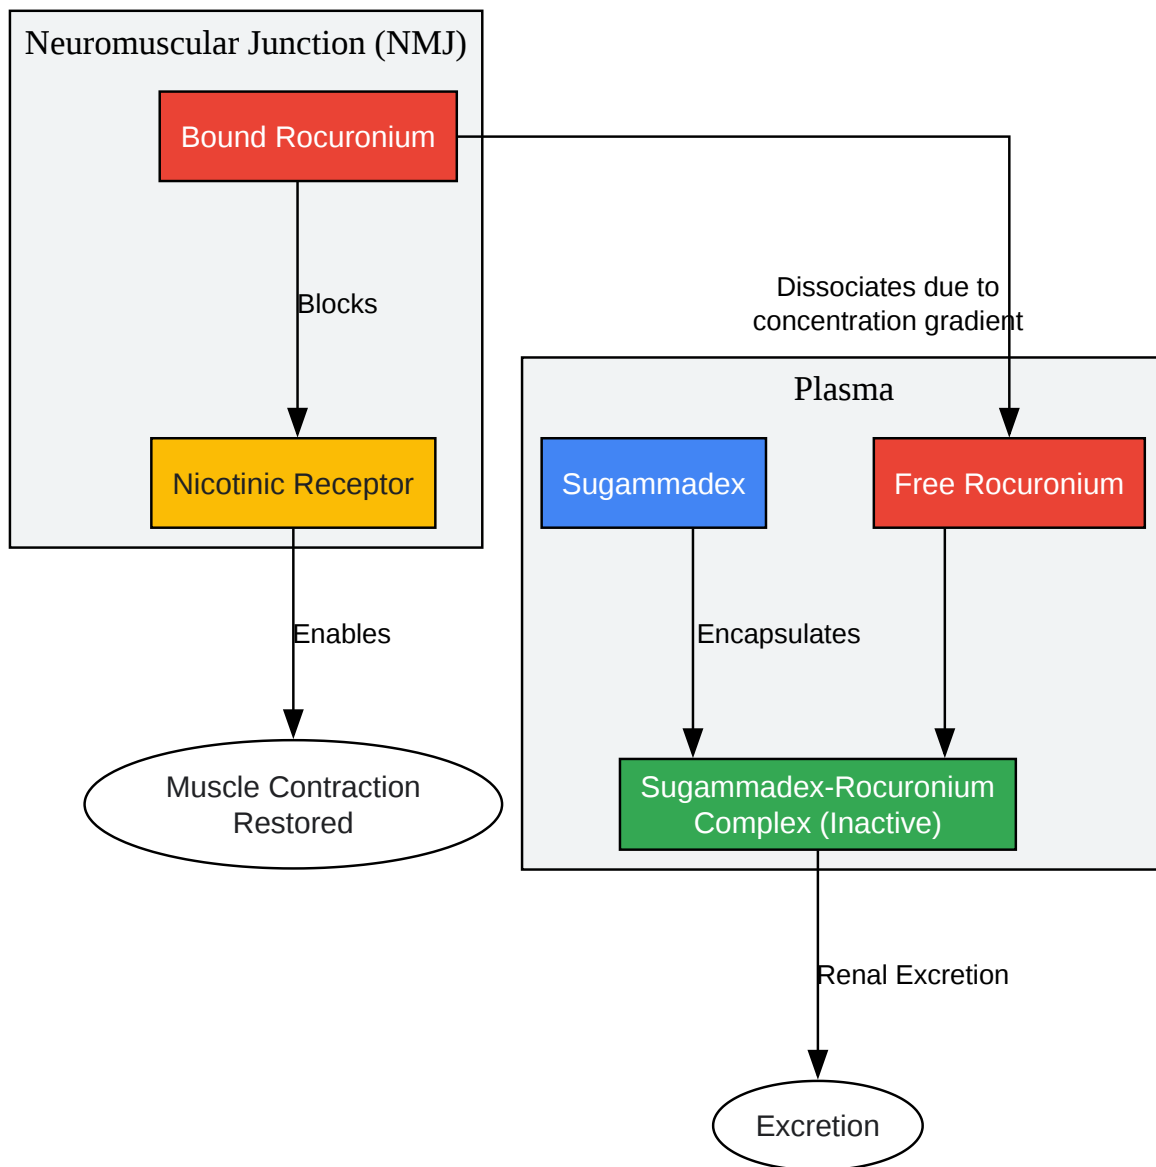 Neuromuscular Junction (NMJ)
Bound Rocuronium
Blocks
Dissociates due to
concentration gradient
Plasma
Nicotinic Receptor
Sugammadex
Free Rocuronium
Enables
Encapsulates
Muscle Contraction
Restored
Sugammadex-Rocuronium
Complex (Inactive)
Renal Excretion
Excretion